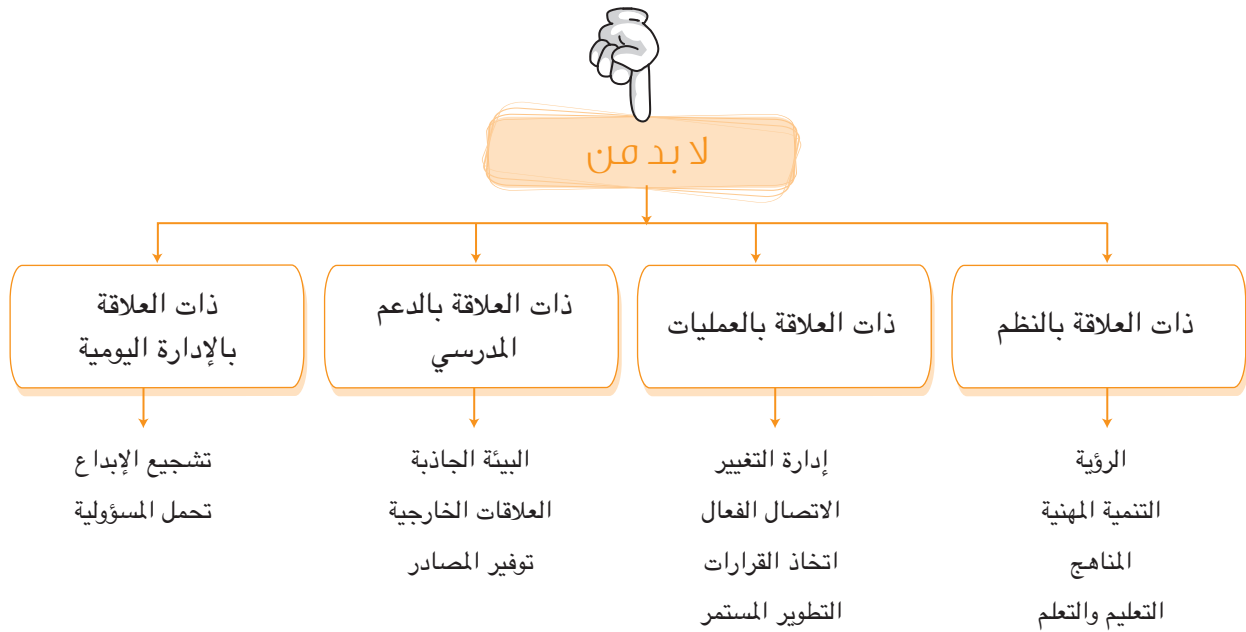 لا بد من
ذات العلاقة بالنظم
الرؤية
التنمية المهنية
المناهج
التعليم والتعلم
ذات العلاقة بالعمليات
إدارة التغيير
الاتصال الفعال
اتخاذ القرارات
التطوير المستمر
ذات العلاقة بالدعم
المدرسي
البيئة الجاذبة
العلاقات الخارجية
توفير المصادر
ذات العلاقة
بالإدارة اليومية
تشجيع الإبداع
تحمل المسؤولية